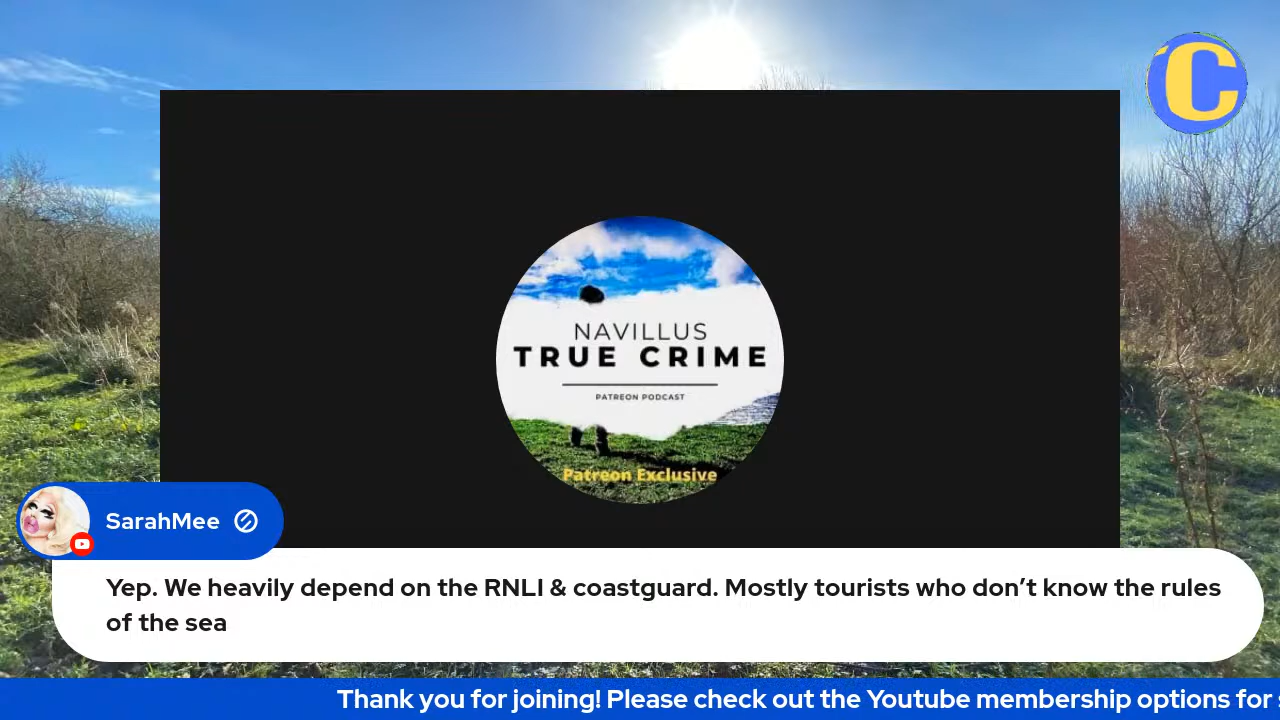 C
NAVILLUS
TRUE CRIME
PATREON PODCAST
Patreon Exclusive
SarahMee
Yep. We heavily depend on the RNLI & coastguard. Mostly tourists who don’t know the rules
of the sea
Thank you for joining! Please check out the Youtube membership options for